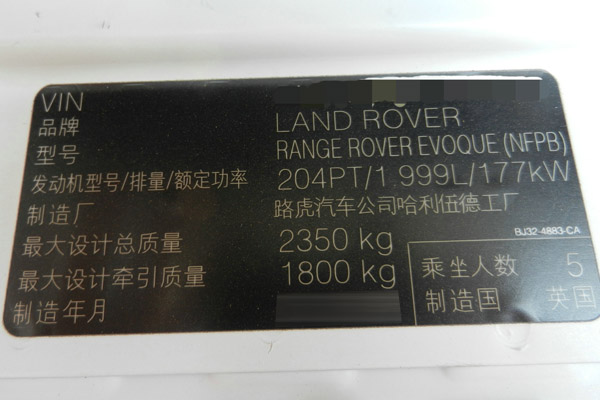 VIN
品牌 LAND ROVER
型号 RANGE ROVER EVOQUE (NFPB)
发动机型号/排量/额定功率 204PT/1 999L/177kW
制造厂 路虎汽车公司哈利伍德工厂
BJ32-4883-CA
最大设计总质量 2350 kg
最大设计牵引质量 1800 kg
乘坐人数 5
制造年月
制造国 英国